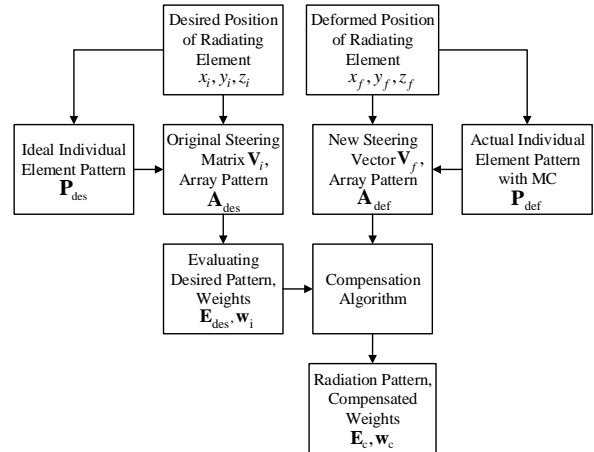 Desired Position
of Radiating
Element
x_i, y_i, z_i
Deformed Position
of Radiating
Element
x_f, y_f, z_f
Ideal Individual
Element Pattern
P_des
Original Steering
Matrix V_i,
Array Pattern
A_des
New Steering
Vector V_f,
Array Pattern
A_def
Actual Individual
Element Pattern
with MC
P_def
Evaluating
Desired Pattern,
Weights
E_des, w_i
Compensation
Algorithm
Radiation Pattern,
Compensated
Weights
E_c, w_c